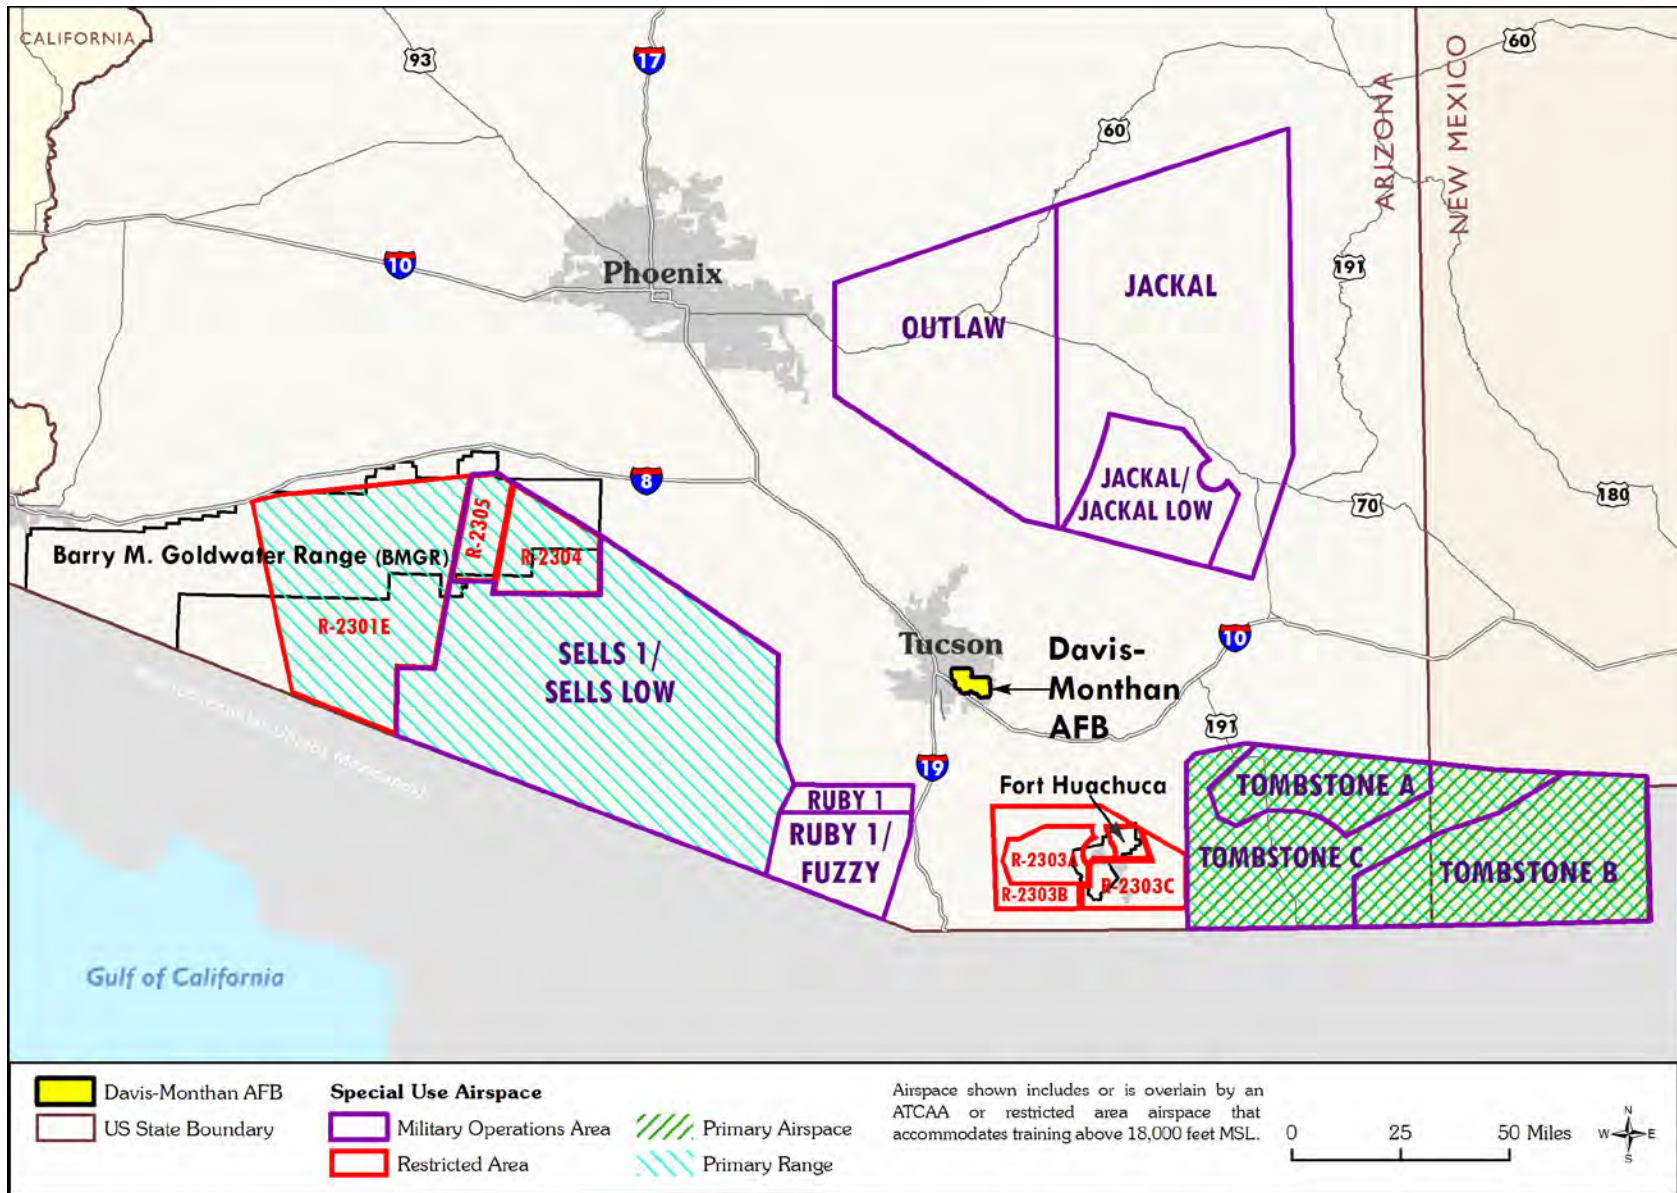 CALIFORNIA
93
17
60
60
ARIZONA
NEW MEXICO
10
Phoenix
191
JACKAL
OUTLAW
8
JACKAL/
JACKAL LOW
70
180
R-2305
Barry M. Goldwater Range (BMGR)
R-2304
R-2301E
SELLS 1/
SELLS LOW
Tucson
10
Davis-
Monthan
AFB
191
19
Fort Huachuca
RUBY 1
RUBY 1/
FUZZY
R-2303A
R-2303B
R-2303C
TOMBSTONE A
TOMBSTONE C
TOMBSTONE B
Gulf of California
Davis-Monthan AFB
US State Boundary
Special Use Airspace
Military Operations Area
Restricted Area
Primary Airspace
Primary Range
Airspace shown includes or is overlain by an
ATCAA or restricted area airspace that
accommodates training above 18,000 feet MSL.
0 25 50 Miles
N
W E
S